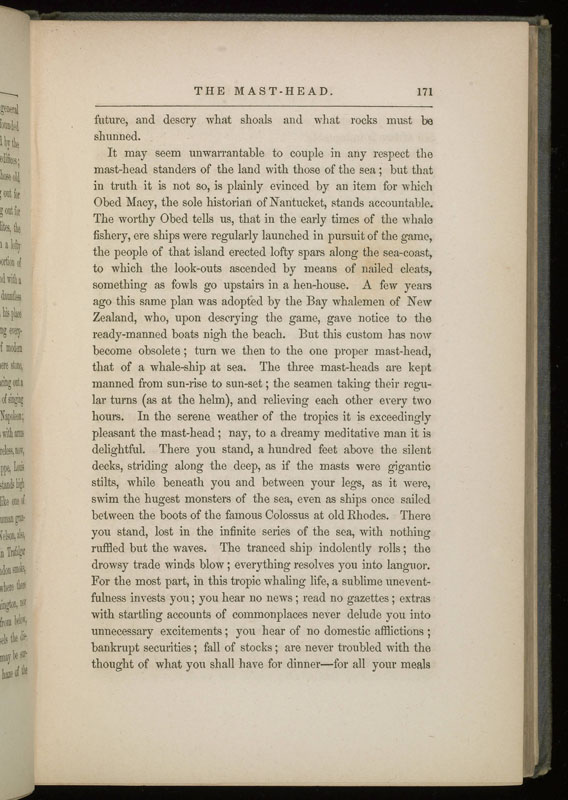 THE MAST-HEAD. 171
future, and descry what shoals and what rocks must be
shunned.
It may seem unwarrantable to couple in any respect the
mast-head standers of the land with those of the sea; but that
in truth it is not so, is plainly evinced by an item for which
Obed Macy, the sole historian of Nantucket, stands accountable.
The worthy Obed tells us, that in the early times of the whale
fishery, ere ships were regularly launched in pursuit of the game,
the people of that island erected lofty spars along the sea-coast,
to which the look-outs ascended by means of nailed cleats,
something as fowls go upstairs in a hen-house. A few years
ago this same plan was adopted by the Bay whalemen of New
Zealand, who, upon descrying the game, gave notice to the
ready-manned boats nigh the beach. But this custom has now
become obsolete; turn we then to the one proper mast-head,
that of a whale-ship at sea. The three mast-heads are kept
manned from sun-rise to sun-set; the seamen taking their regu-
lar turns (as at the helm), and relieving each other every two
hours. In the serene weather of the tropics it is exceedingly
pleasant the mast-head; nay, to a dreamy meditative man it is
delightful. There you stand, a hundred feet above the silent
decks, striding along the deep, as if the masts were gigantic
stilts, while beneath you and between your legs, as it were,
swim the hugest monsters of the sea, even as ships once sailed
between the boots of the famous Colossus at old Rhodes. There
you stand, lost in the infinite series of the sea, with nothing
ruffled but the waves. The tranced ship indolently rolls; the
drowsy trade winds blow; everything resolves you into languor.
For the most part, in this tropic whaling life, a sublime unevent-
fulness invests you; you hear no news; read no gazettes; extras
with startling accounts of commonplaces never delude you into
unnecessary excitements; you hear of no domestic afflictions;
bankrupt securities; fall of stocks; are never troubled with the
thought of what you shall have for dinner—for all your meals